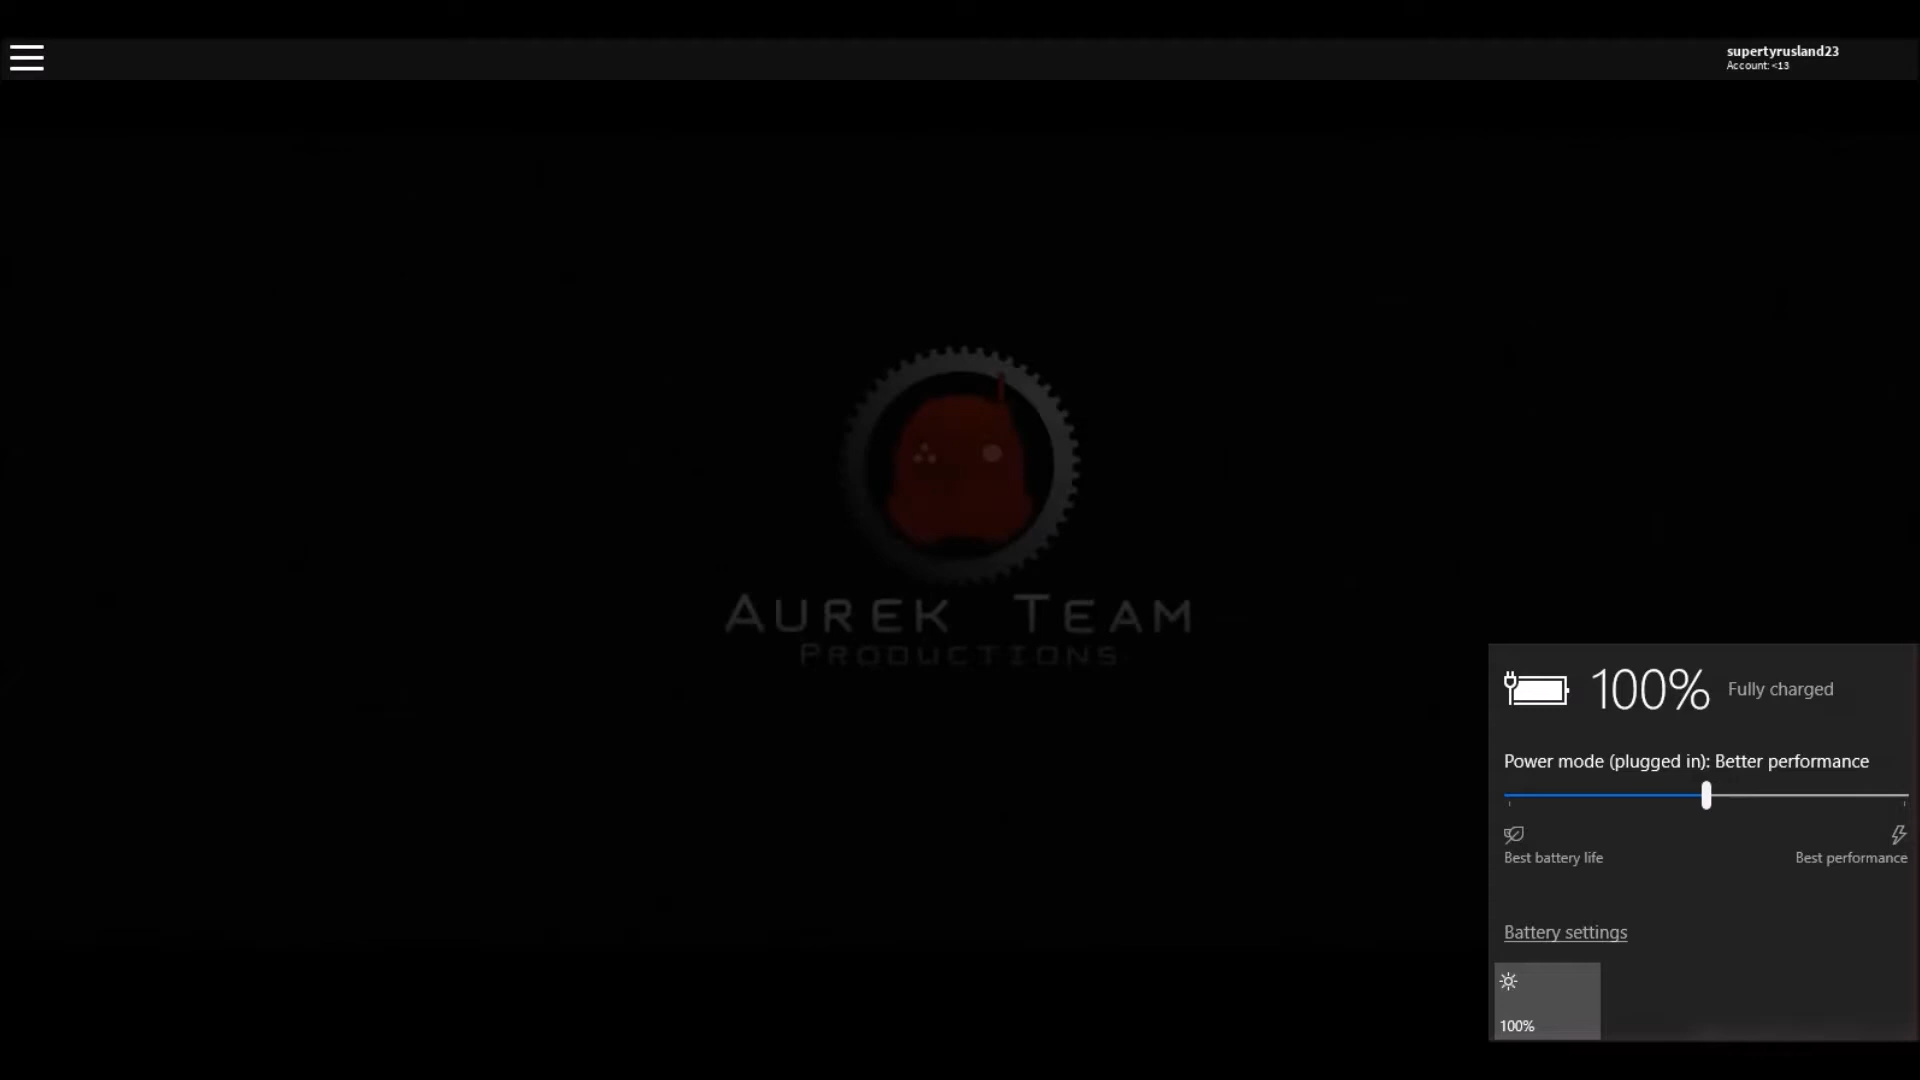 supertyrusland23
Account: <13
AUREK TEAM
PRODUCTIONS
100% Fully charged
Power mode (plugged in): Better performance
Best battery life
Best performance
Battery settings
100%